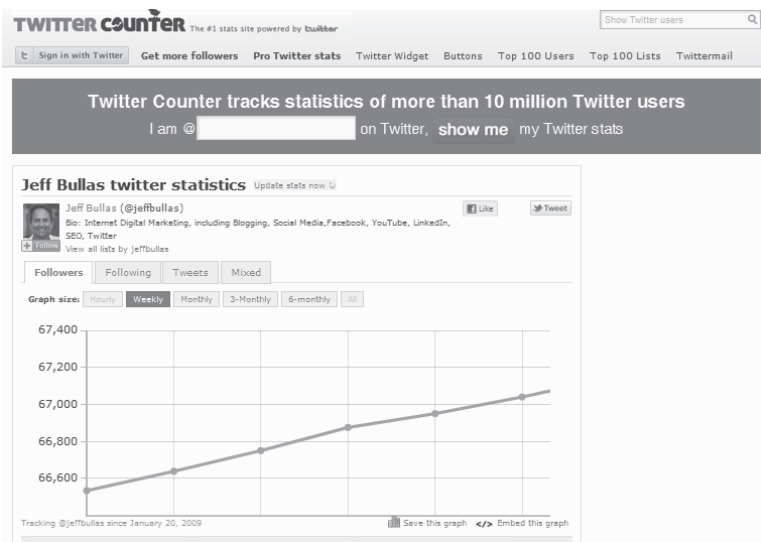 TWITTER COUNTER The #1 stats site powered by twitter
Show Twitter users
Sign in with Twitter Get more followers Pro Twitter stats Twitter Widget Buttons Top 100 Users Top 100 Lists Twittermail
Twitter Counter tracks statistics of more than 10 million Twitter users
I am @ on Twitter, show me my Twitter stats
Jeff Bullas twitter statistics Update stats now
Jeff Bullas (@jeffbullas) Like Tweet
Bio: Internet Digital Marketing, including Blogging, Social Media,Facebook, YouTube, LinkedIn,
SEO, Twitter
Follow View all lists by jeffbullas
Followers Following Tweets Mixed
Graph size: Hourly Weekly Monthly 3-Monthly 6-monthly All
67,400
67,200
67,000
66,800
66,600
Tracking @jeffbullas since January 20, 2009 Save this graph </> Embed this graph